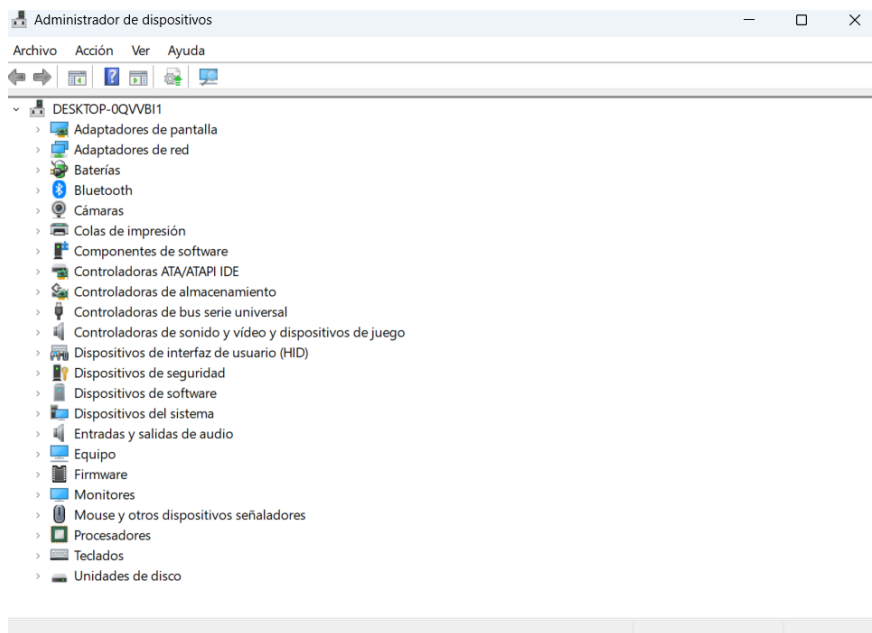 Administrador de dispositivos
Archivo Acción Ver Ayuda
DESKTOP-0QVVBI1
Adaptadores de pantalla
Adaptadores de red
Baterías
Bluetooth
Cámaras
Colas de impresión
Componentes de software
Controladoras ATA/ATAPI IDE
Controladoras de almacenamiento
Controladoras de bus serie universal
Controladoras de sonido y vídeo y dispositivos de juego
Dispositivos de interfaz de usuario (HID)
Dispositivos de seguridad
Dispositivos de software
Dispositivos del sistema
Entradas y salidas de audio
Equipo
Firmware
Monitores
Mouse y otros dispositivos señaladores
Procesadores
Teclados
Unidades de disco